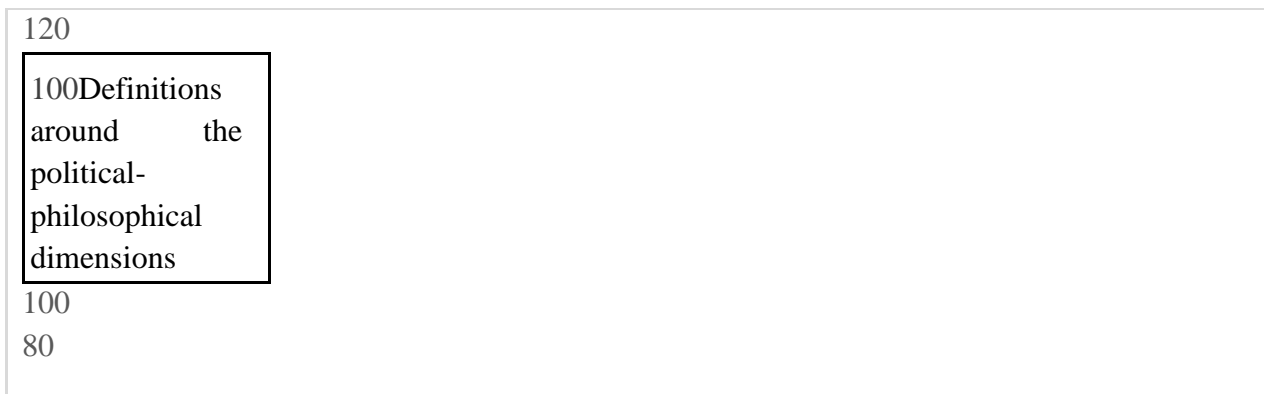 120
100Definitions
around the
political-
philosophical
dimensions
100
80